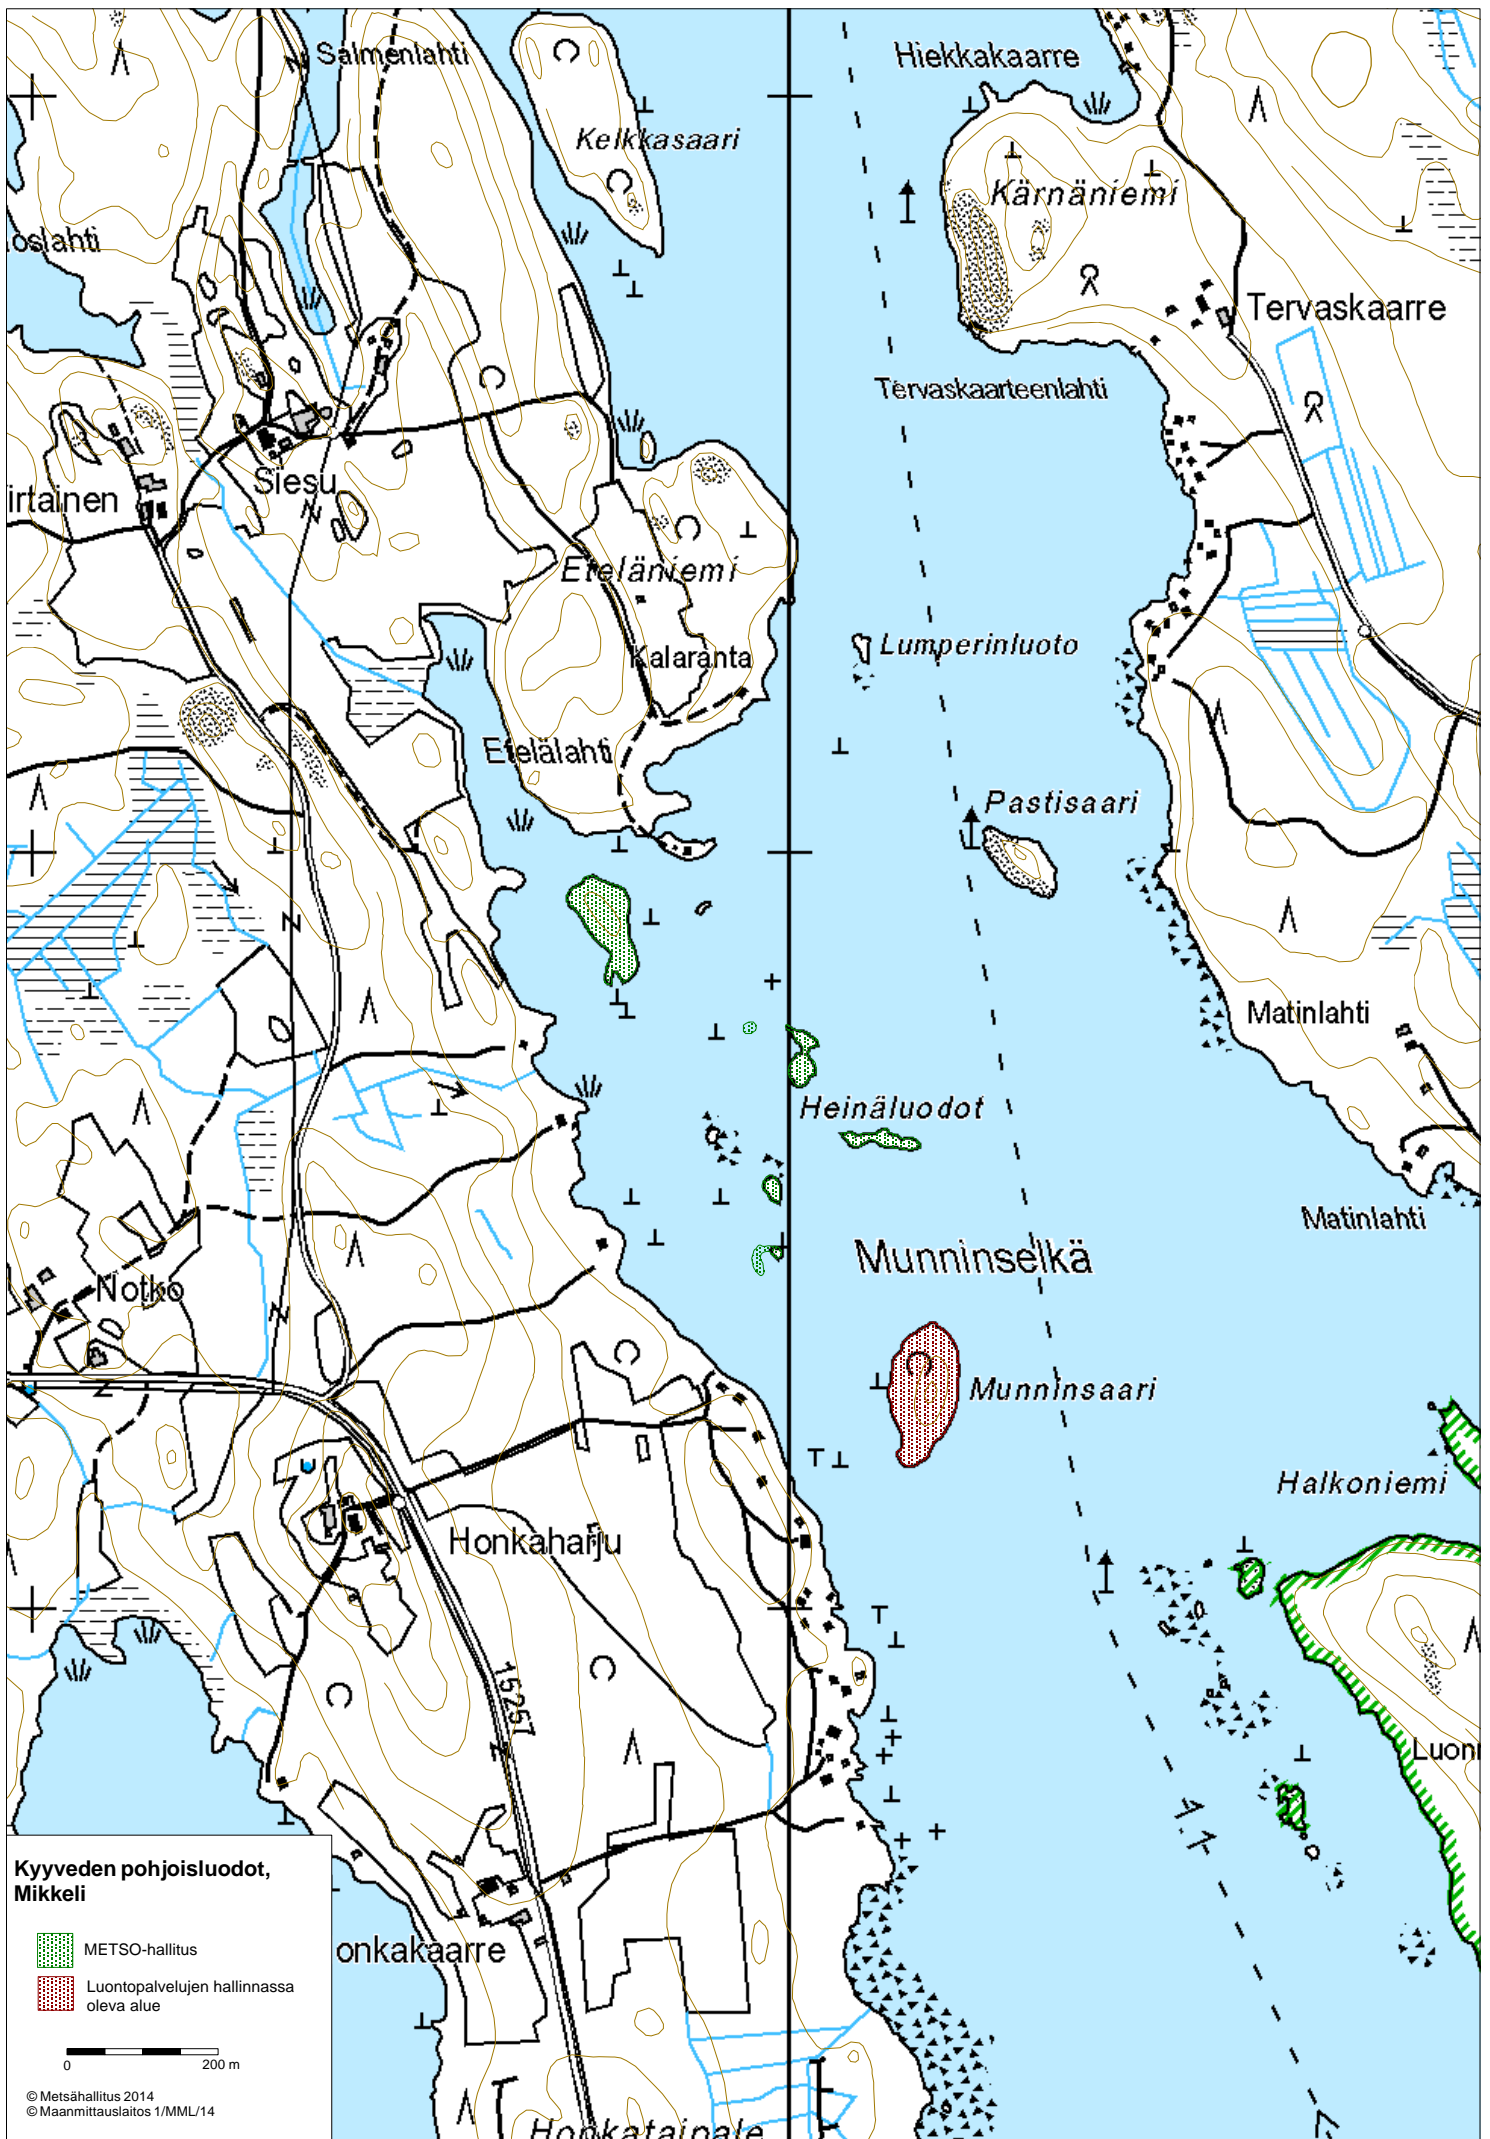 Salmenlahti
Hiekkakaarre
Kelkkasaari
Kärnäniemi
oslahti
Tervaskaarre
Tervaskaarteenlahti
Siesu
irtainen
Eteläniemi
Lumperinluoto
Kalaranta
Etelälahti
Pastisaari
Matinlahti
Heinäluodot
Matinlahti
Munninselkä
Notko
Munninsaari
Halkoniemi
Honkaharju
15257
Luonn
Kyyveden pohjoisluodot,
Mikkeli
METSO-hallitus
onkakaarre
Luontopalvelujen hallinnassa
oleva alue
0 200 m
© Metsähallitus 2014
© Maanmittauslaitos 1/MML/14
Honkataipale